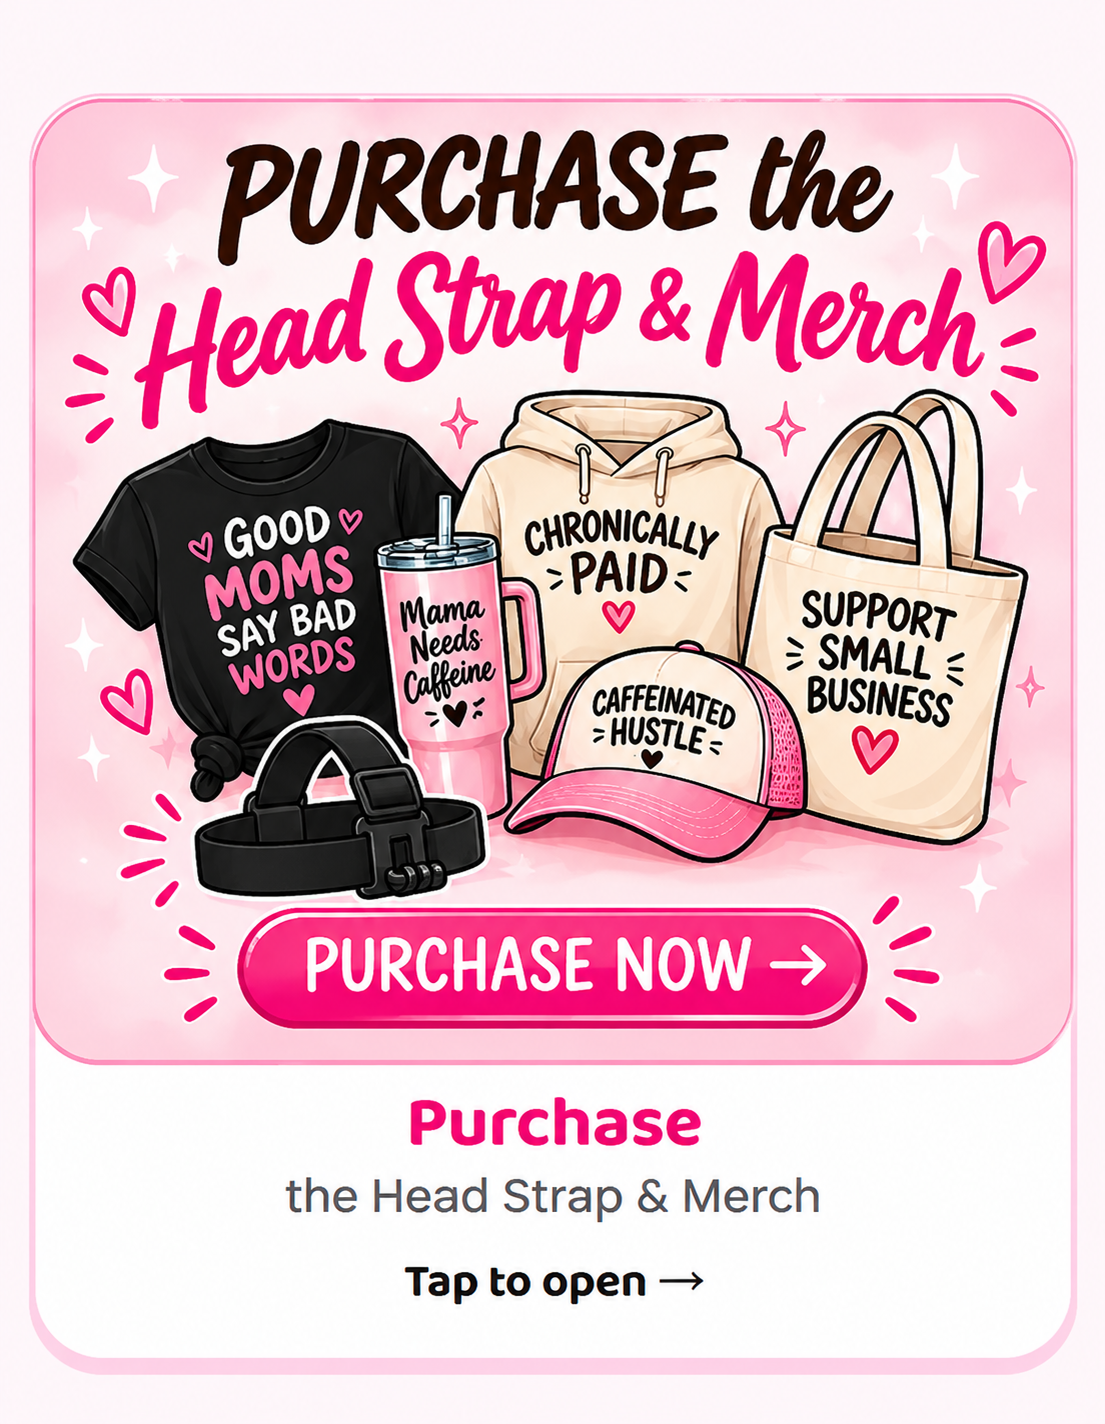 PURCHASE the
Head Strap & Merch
GOOD
MOMS
SAY BAD
WORDS
Mama
Needs
Caffeine
CHRONICALLY
PAID
CAFFEINATED
HUSTLE
SUPPORT
SMALL
BUSINESS
PURCHASE NOW →
Purchase
the Head Strap & Merch
Tap to open →